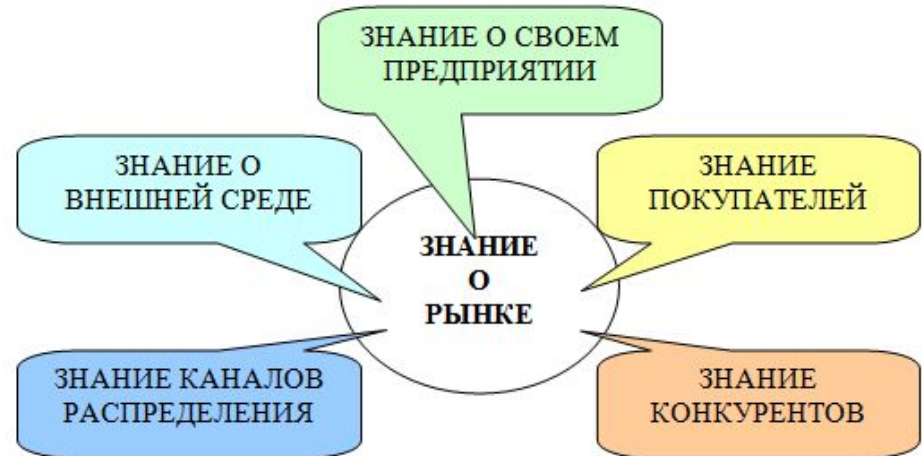 ЗНАНИЕ О СВОЕМ
ПРЕДПРИЯТИИ
ЗНАНИЕ О
ВНЕШНЕЙ СРЕДЕ
ЗНАНИЕ
ПОКУПАТЕЛЕЙ
ЗНАНИЕ
О
РЫНКЕ
ЗНАНИЕ КАНАЛОВ
РАСПРЕДЕЛЕНИЯ
ЗНАНИЕ
КОНКУРЕНТОВ